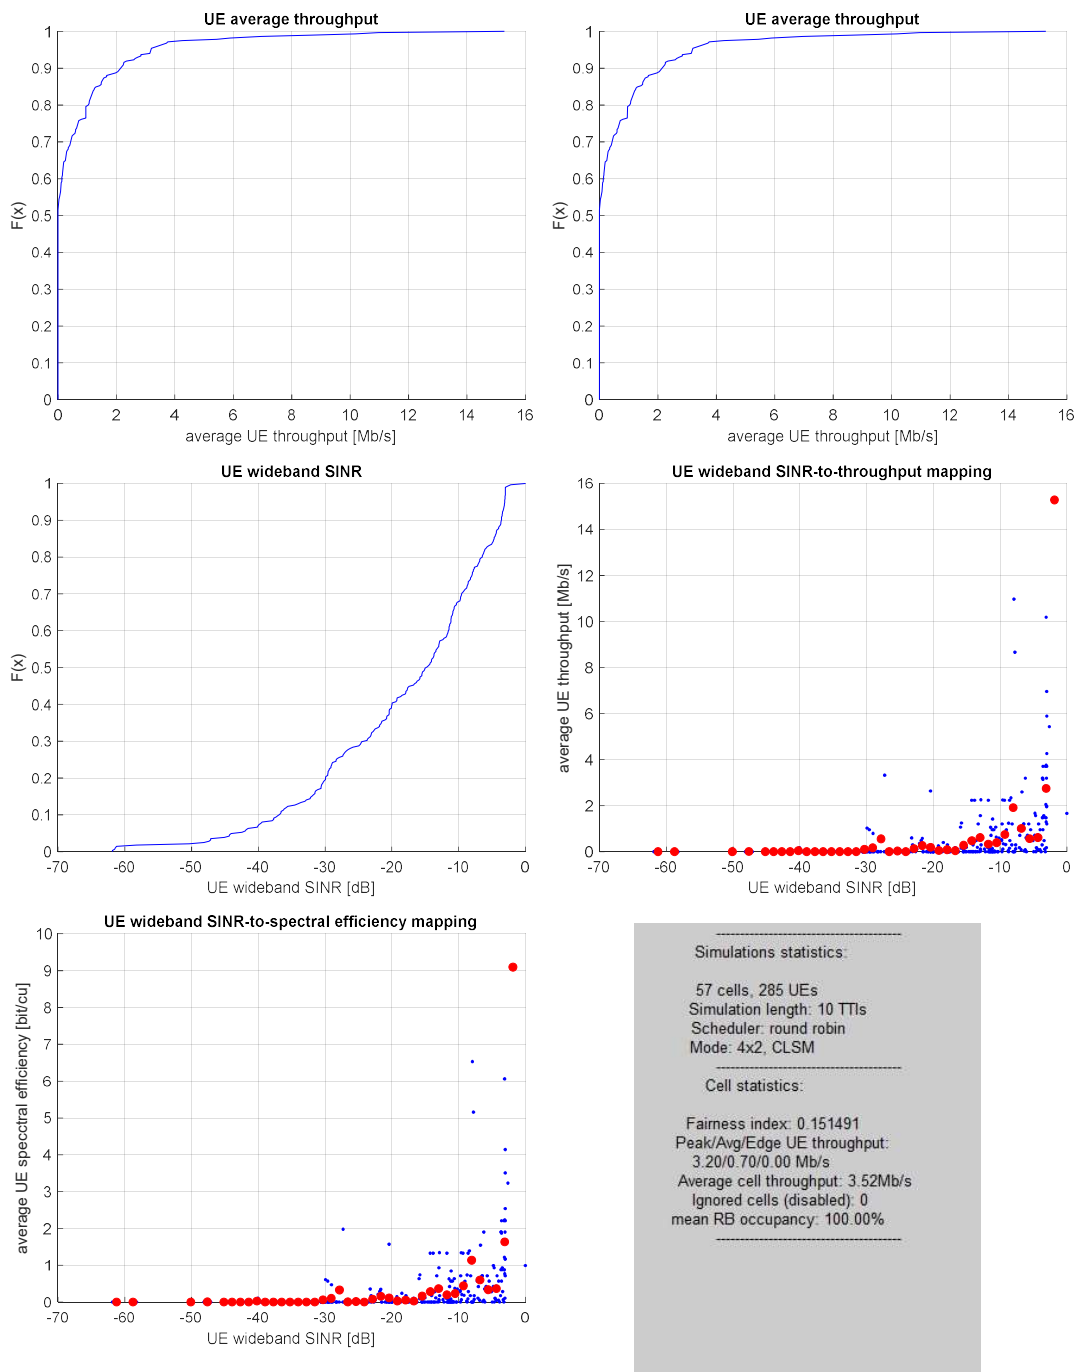 UE average throughput
1
0.9
0.8
0.7
0.6
0.5
0.4
0.3
0.2
0.1
0
F(x)
0 2 4 6 8 10 12 14 16
average UE throughput [Mb/s]
UE average throughput
1
0.9
0.8
0.7
0.6
0.5
0.4
0.3
0.2
0.1
0
F(x)
0 2 4 6 8 10 12 14 16
average UE throughput [Mb/s]
UE wideband SINR
1
0.9
0.8
0.7
0.6
0.5
0.4
0.3
0.2
0.1
0
F(x)
-70 -60 -50 -40 -30 -20 -10 0
UE wideband SINR [dB]
UE wideband SINR-to-throughput mapping
16
14
12
10
8
6
4
2
0
average UE throughput [Mb/s]
-70 -60 -50 -40 -30 -20 -10 0
UE wideband SINR [dB]
UE wideband SINR-to-spectral efficiency mapping
10
9
8
7
6
5
4
3
2
1
0
average UE specctral efficiency [bit/cu]
-70 -60 -50 -40 -30 -20 -10 0
UE wideband SINR [dB]
----------------------------------------
Simulations statistics:
57 cells, 285 UEs
Simulation length: 10 TTIs
Scheduler: round robin
Mode: 4x2, CLSM
----------------------------------------
Cell statistics:
Fairness index: 0.151491
Peak/Avg/Edge UE throughput:
3.20/0.70/0.00 Mb/s
Average cell throughput: 3.52Mb/s
Ignored cells (disabled): 0
mean RB occupancy: 100.00%
----------------------------------------